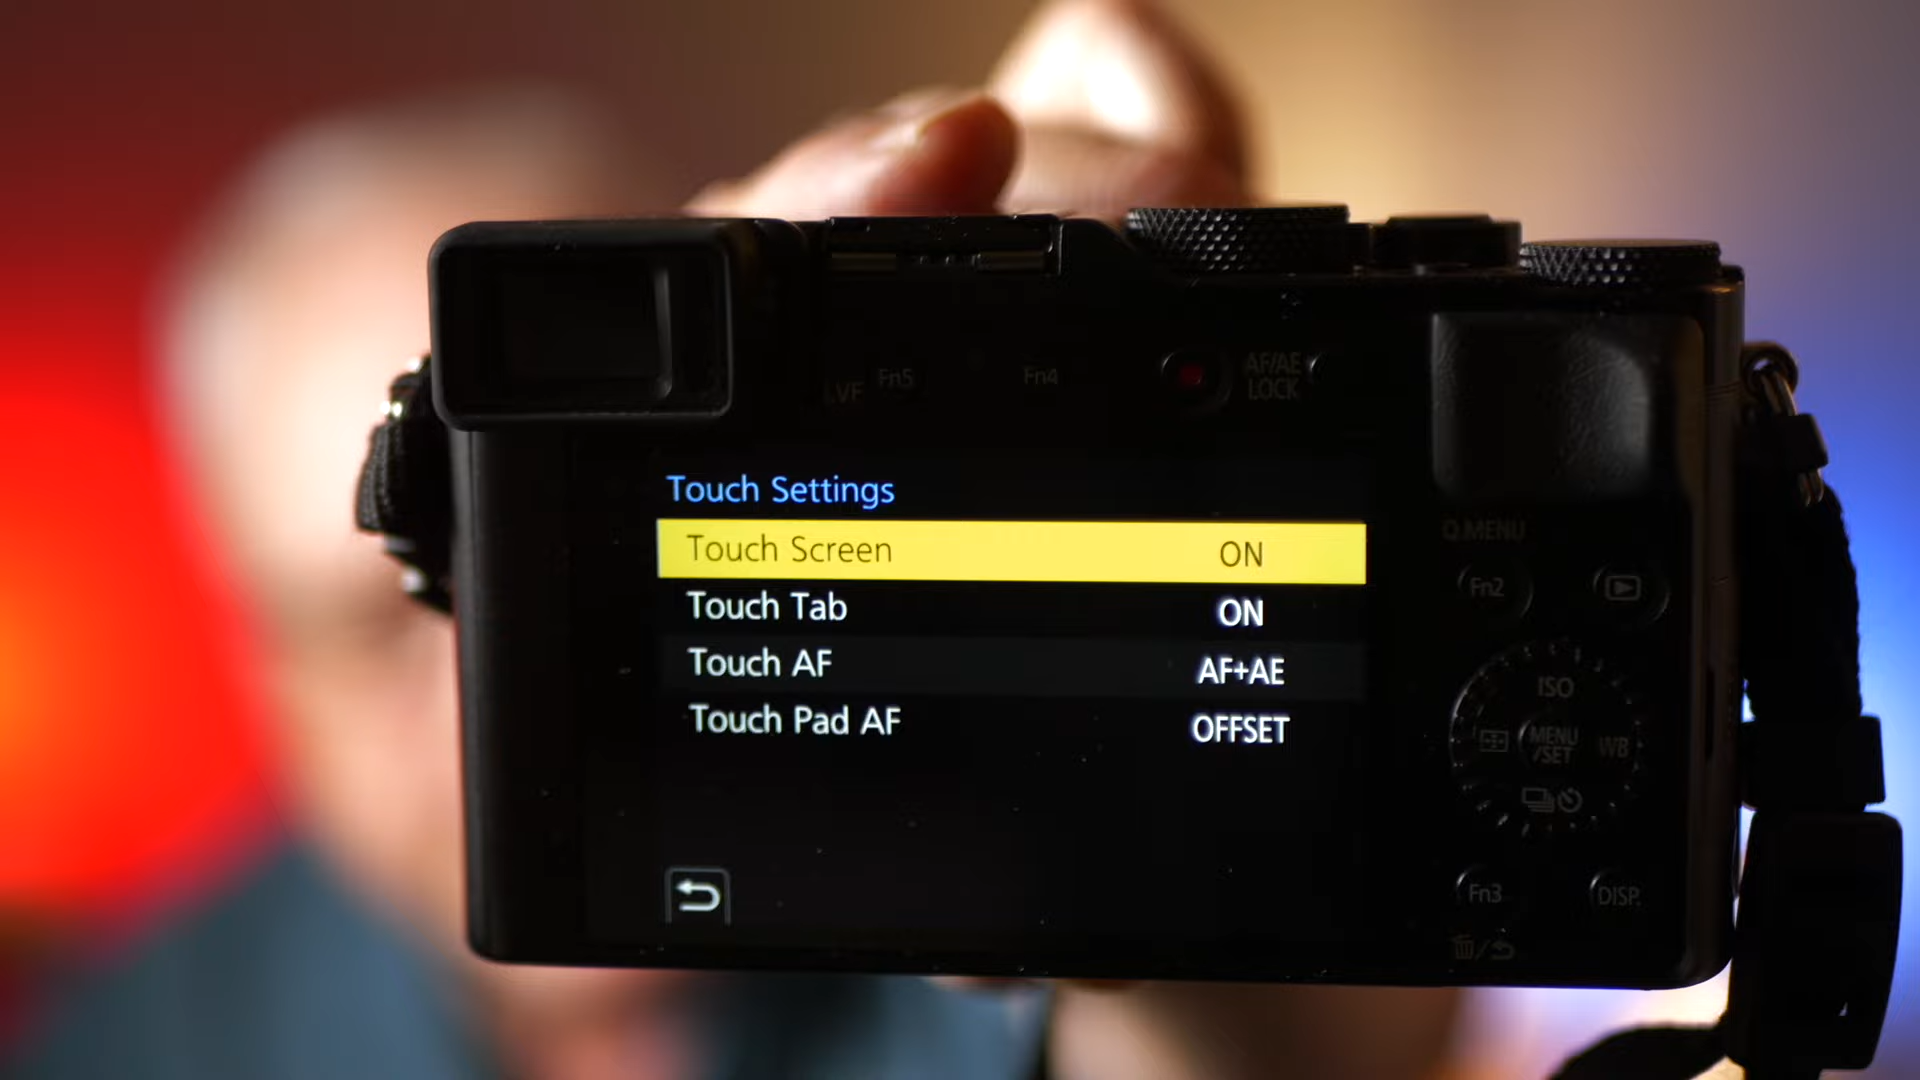 LVF Fn5 Fn4 AF/AE LOCK
Touch Settings
Touch Screen ON
Touch Tab ON
Touch AF AF+AE
Touch Pad AF OFFSET
Q.MENU
Fn2
ISO
MENU /SET
WB
Fn3 DISP.